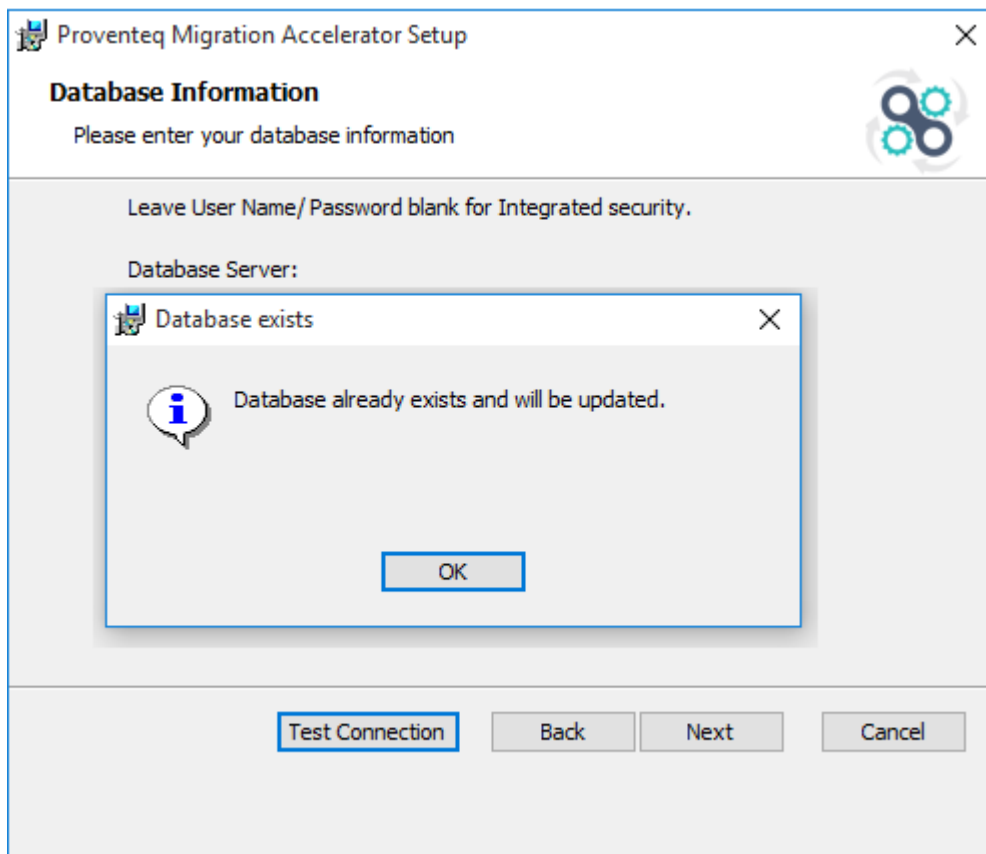 Proventeq Migration Accelerator Setup
Database Information
Please enter your database information
Leave User Name/ Password blank for Integrated security.
Database Server:
Database exists
Database already exists and will be updated.
OK
Test Connection Back Next Cancel